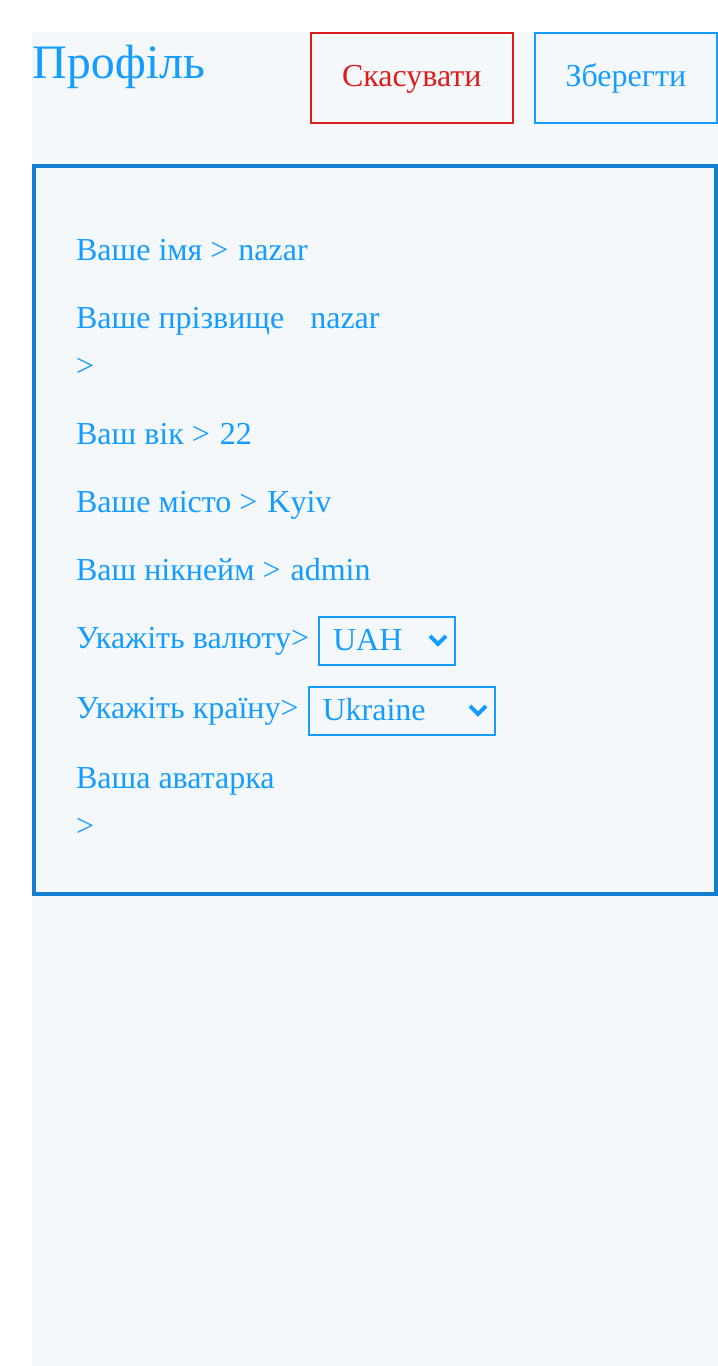 Профіль Скасувати Зберегти
Ваше імя > nazar
Ваше прізвище nazar
>
Ваш вік > 22
Ваше місто > Kyiv
Ваш нікнейм > admin
Укажіть валюту> UAH
Укажіть країну> Ukraine
Ваша аватарка
>